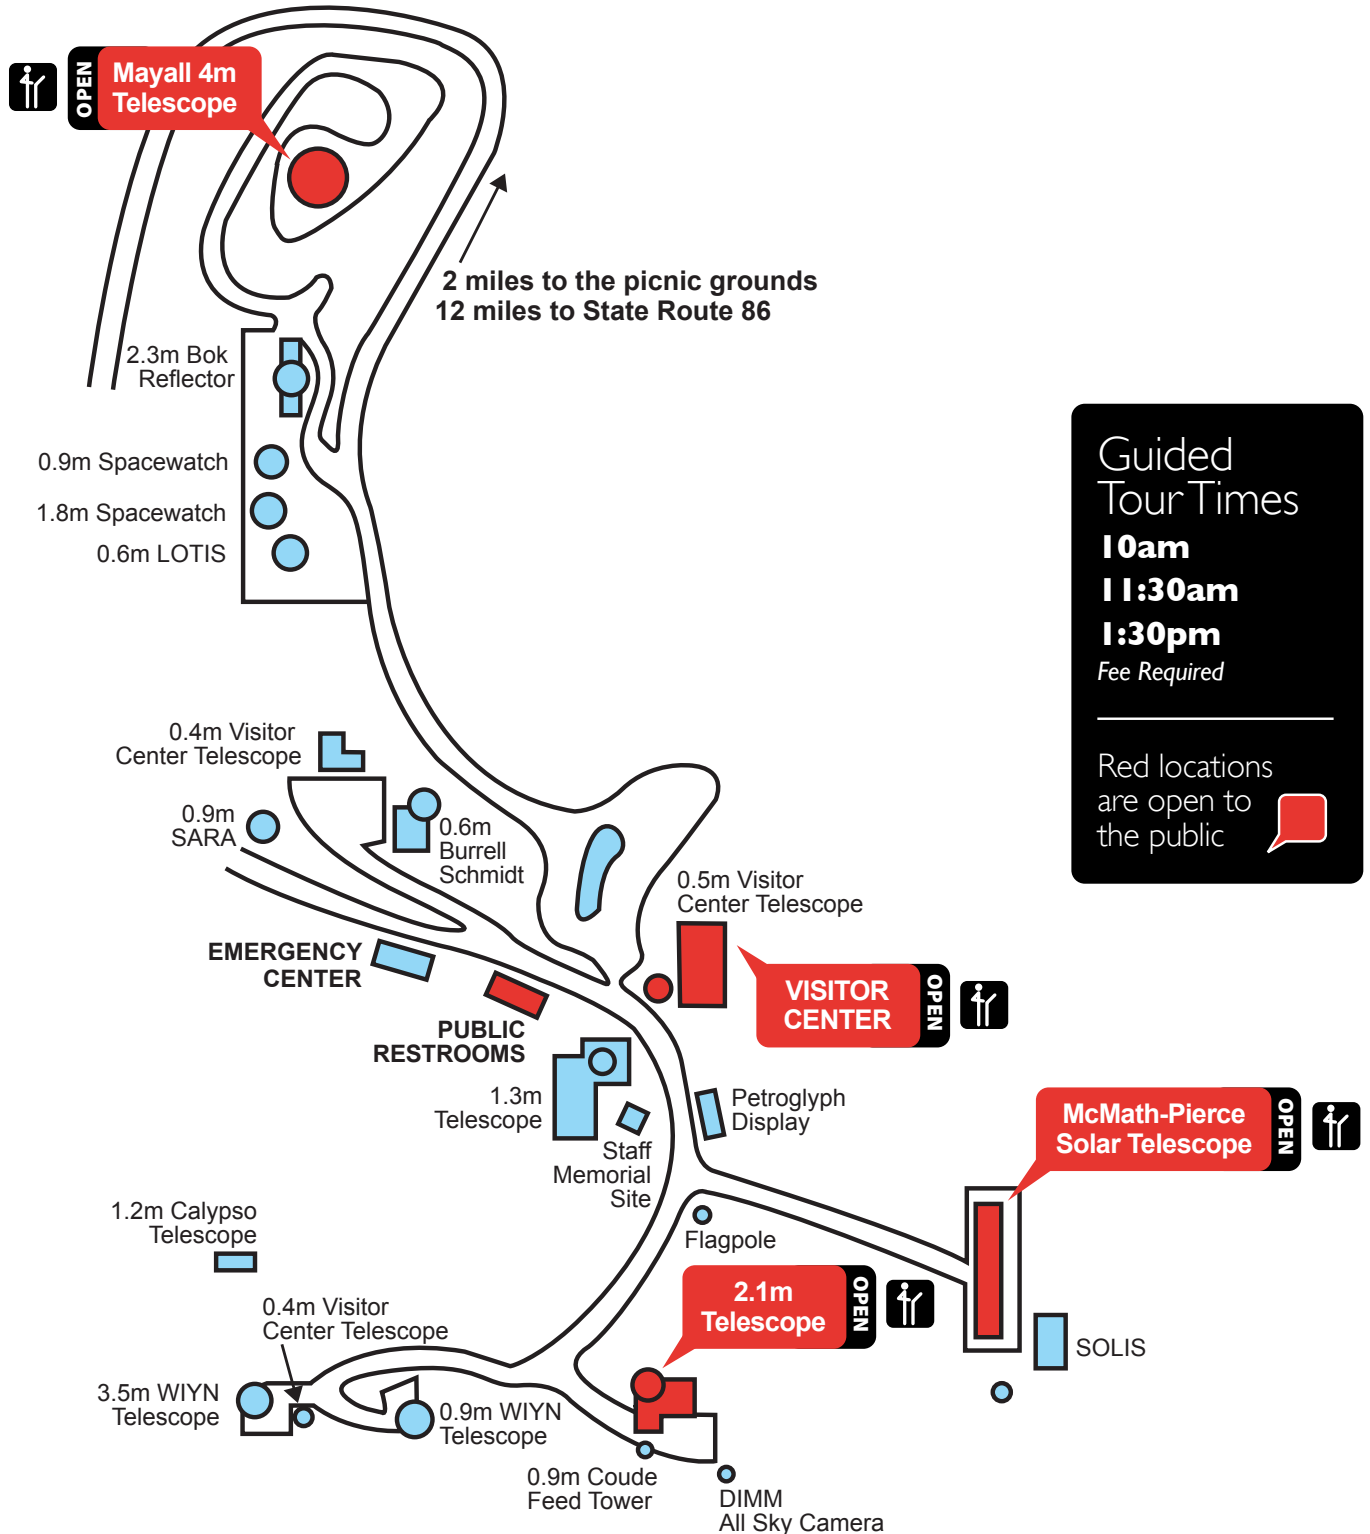 OPEN
Mayall 4m
Telescope
2 miles to the picnic grounds
12 miles to State Route 86
2.3m Bok
Reflector
0.9m Spacewatch
1.8m Spacewatch
0.6m LOTIS
Guided
Tour Times
10am
11:30am
1:30pm
Fee Required
Red locations
are open to
the public
0.4m Visitor
Center Telescope
0.9m
SARA
0.6m
Burrell
Schmidt
0.5m Visitor
Center Telescope
EMERGENCY
CENTER
VISITOR
CENTER
OPEN
PUBLIC
RESTROOMS
1.3m
Telescope
Staff
Memorial
Site
Petroglyph
Display
McMath-Pierce
Solar Telescope
OPEN
1.2m Calypso
Telescope
Flagpole
2.1m
Telescope
OPEN
0.4m Visitor
Center Telescope
SOLIS
3.5m WIYN
Telescope
0.9m WIYN
Telescope
0.9m Coude
Feed Tower
DIMM
All Sky Camera